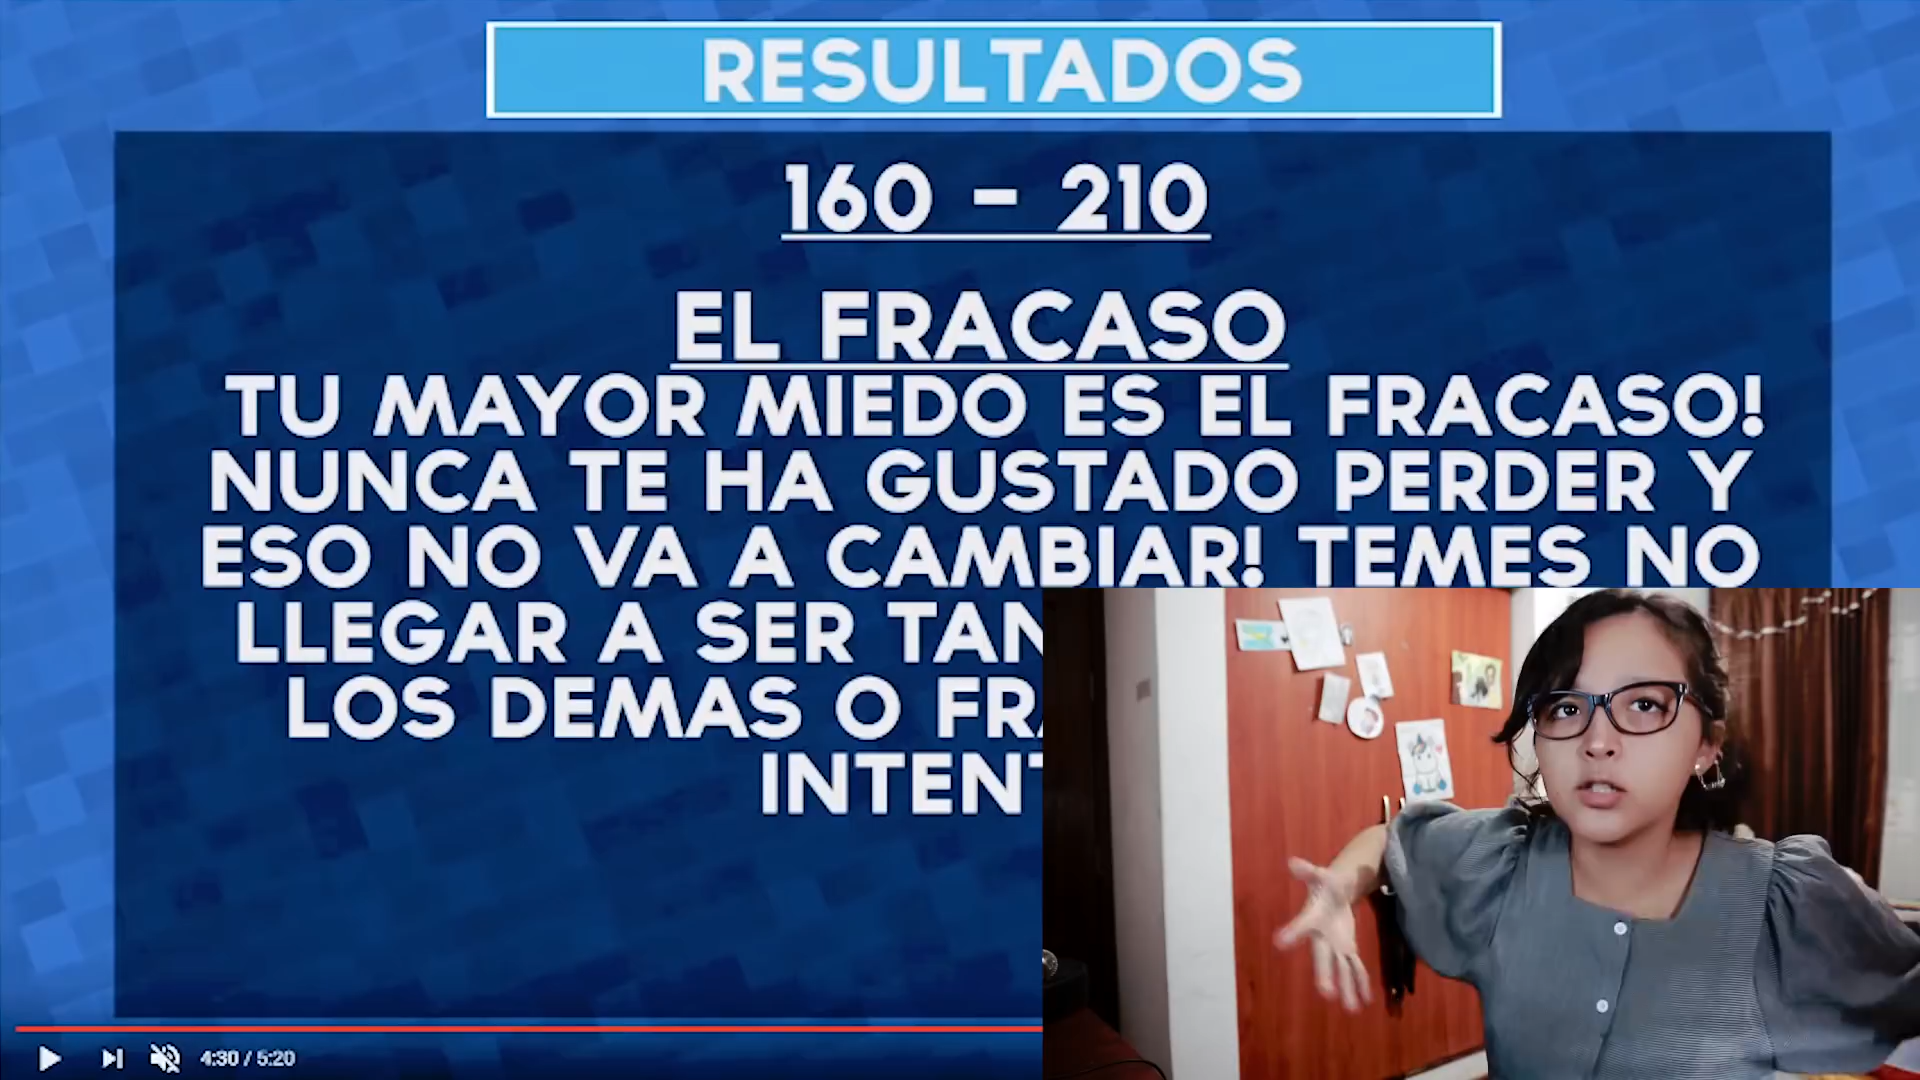 RESULTADOS
160 - 210
EL FRACASO
TU MAYOR MIEDO ES EL FRACASO!
NUNCA TE HA GUSTADO PERDER Y
ESO NO VA A CAMBIAR! TEMES NO
LLEGAR A SER
LOS DEMAS O
4:30 / 5:20